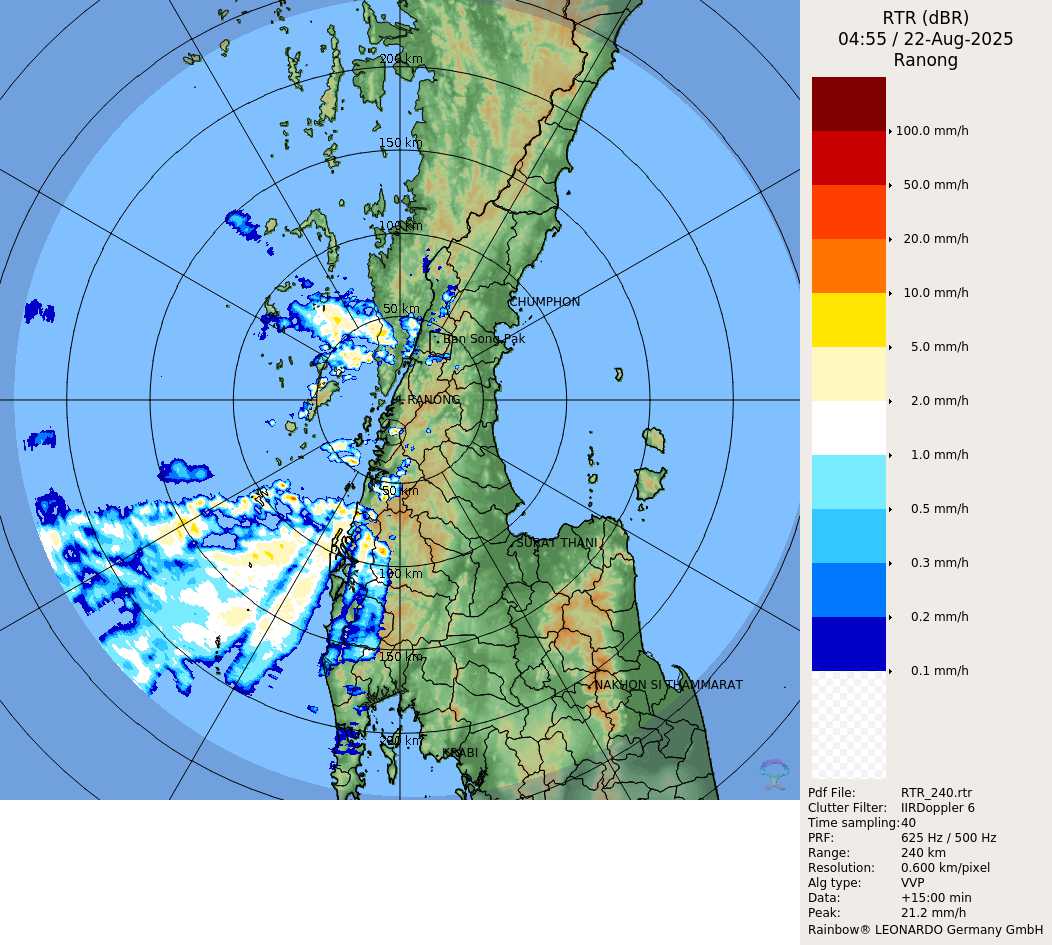 RTR (dBR)
04:55 / 22-Aug-2025
Ranong
100.0 mm/h
50.0 mm/h
20.0 mm/h
10.0 mm/h
5.0 mm/h
2.0 mm/h
1.0 mm/h
0.5 mm/h
0.3 mm/h
0.2 mm/h
0.1 mm/h
Pdf File: RTR_240.rtr
Clutter Filter: IIRDoppler 6
Time sampling: 40
PRF: 625 Hz / 500 Hz
Range: 240 km
Resolution: 0.600 km/pixel
Alg type: VVP
Data: +15:00 min
Peak: 21.2 mm/h
Rainbow® LEONARDO Germany GmbH
200 km
150 km
100 km
CHUMPHON
50 km
Ban Song Pak
RANONG
50 km
SURAT THANI
100 km
150 km
NAKHON SI THAMMARAT
200 km
KRABI